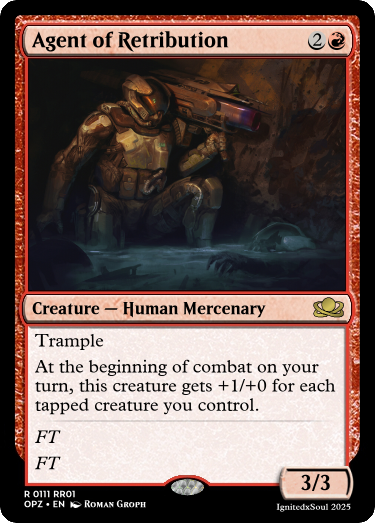 Agent of Retribution 2
Creature — Human Mercenary
Trample
At the beginning of combat on your
turn, this creature gets +1/+0 for each
tapped creature you control.
FT
FT
3/3
R 0111 RR01
OPZ • EN Roman Groph
IgnitedxSoul 2025